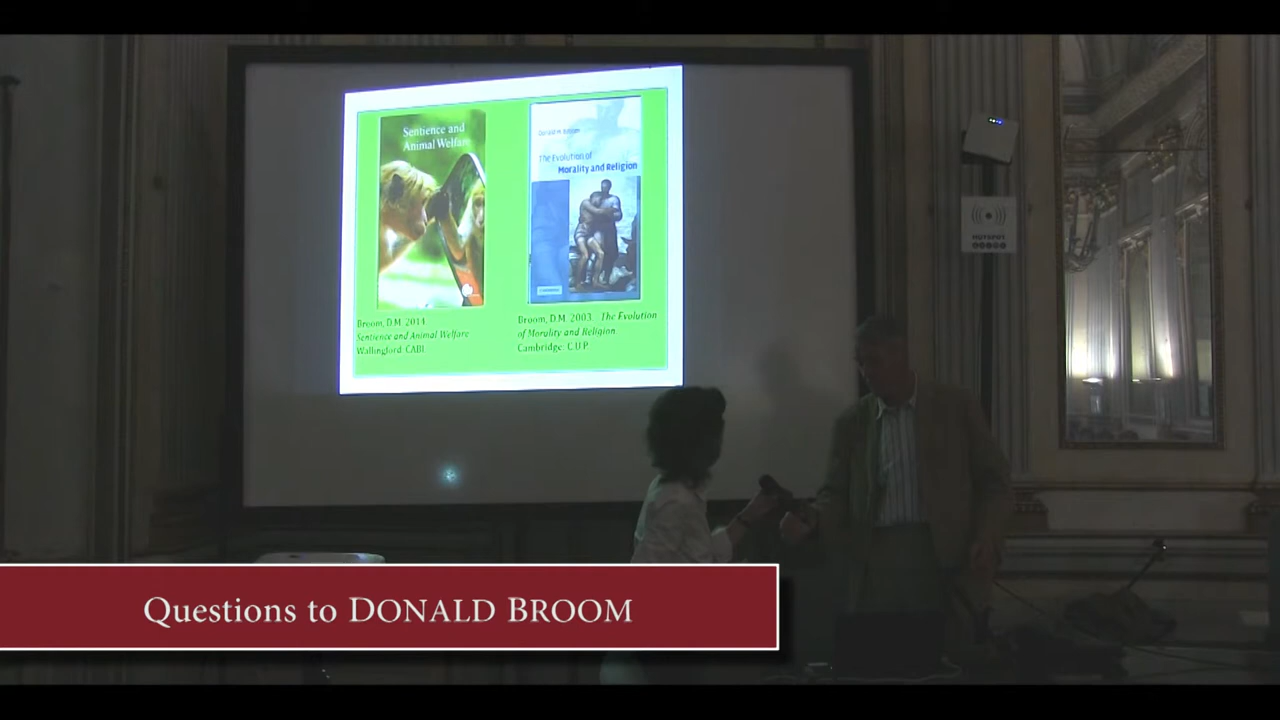 Sentience and
Animal Welfare
Donald M. Broom
The Evolution of
Morality and Religion
Broom, D.M. 2014
Sentience and Animal Welfare
Wallingford: CABI
Broom, D.M. 2003. The Evolution
of Morality and Religion.
Cambridge: C.U.P.
HOTSPOT
Questions to DONALD BROOM